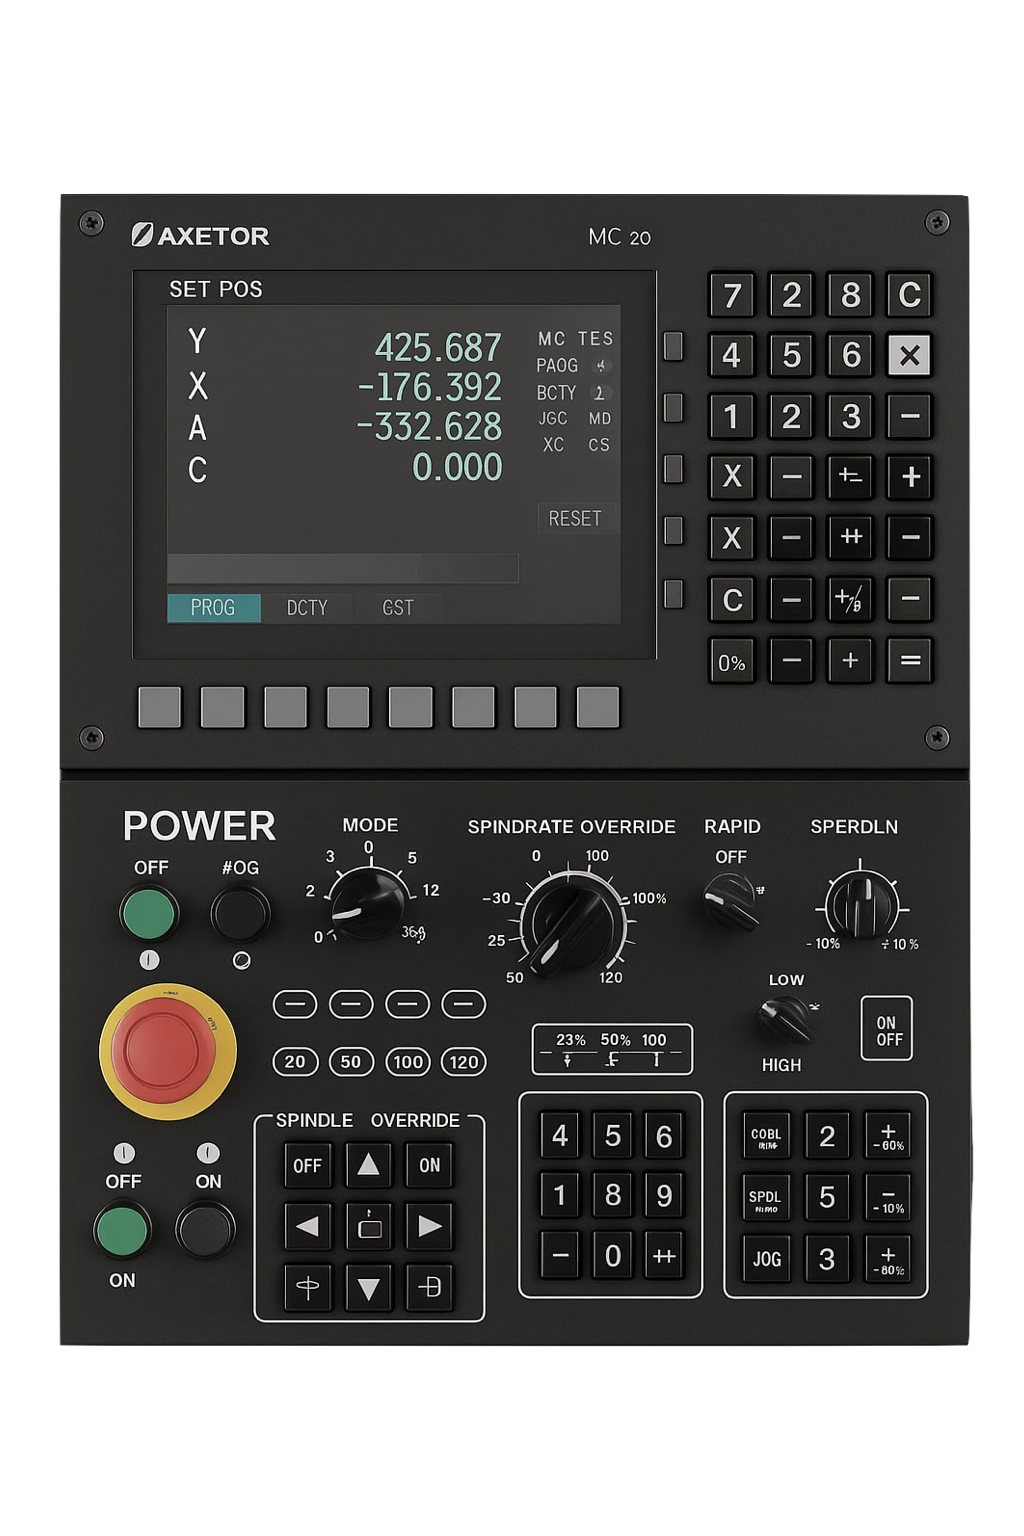 AXETOR
MC 20
SET POS
Y 425.687
X -176.392
A -332.628
C 0.000
MC TES
PAOG
BCTY
JGC MD
XC CS
RESET
PROG DCTY GST
7 2 8 C
4 5 6 ×
1 2 3 -
X - +- +
X - ++ -
C - -
0% - + =
POWER
OFF #OG
MODE
0 2 3 0 5 12
SPINDRATE OVERRIDE
50 25 -30 0 100 100% 120
RAPID
OFF
SPERDLN
- 10% ÷ 10 %
LOW
HIGH
ON
OFF
- - - -
20 50 100 120
23% 50% 100
SPINDLE OVERRIDE
OFF ▲ ON
◀ ▶
▼
OFF ON
ON
4 5 6
1 8 9
- 0 ++
COBL 2 + -60%
SPDL 5 - -10%
JOG 3 + -80%